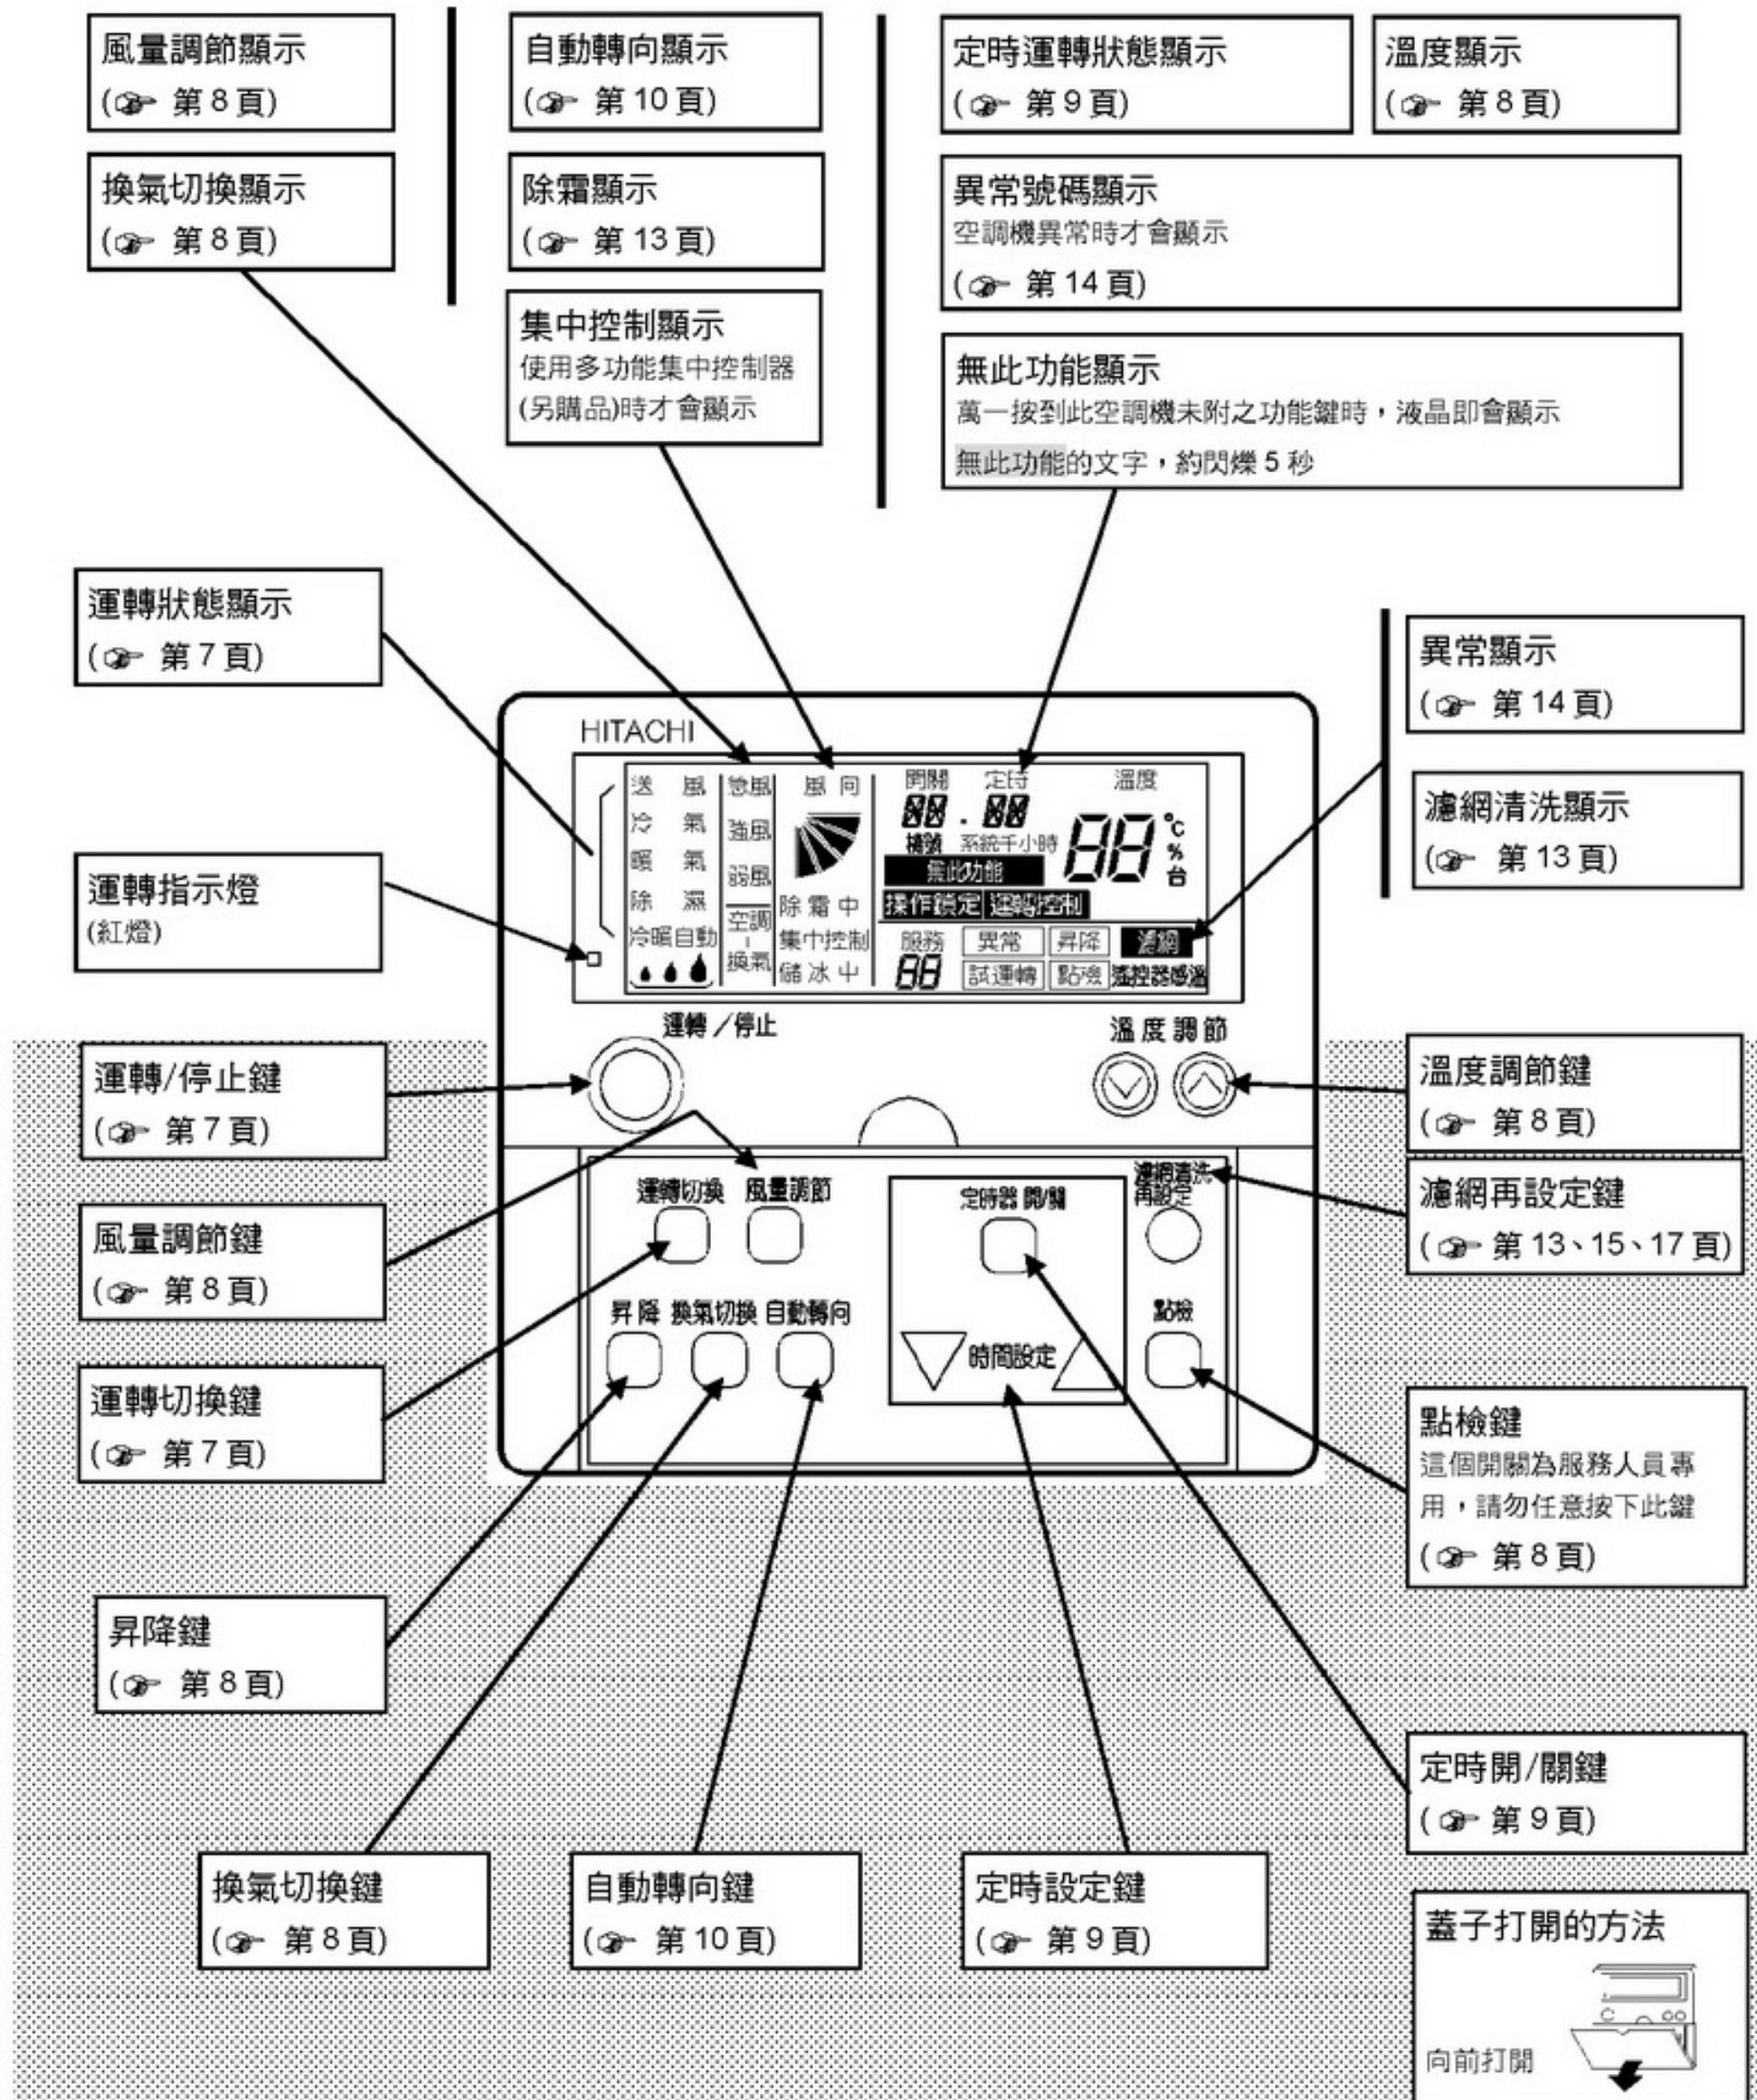 風量調節顯示
(☞ 第 8 頁)
換氣切換顯示
(☞ 第 8 頁)
自動轉向顯示
(☞ 第 10 頁)
除霜顯示
(☞ 第 13 頁)
集中控制顯示
使用多功能集中控制器
(另購品)時才會顯示
定時運轉狀態顯示
(☞ 第 9 頁)
溫度顯示
(☞ 第 8 頁)
異常號碼顯示
空調機異常時才會顯示
(☞ 第 14 頁)
無此功能顯示
萬一按到此空調機未附之功能鍵時，液晶即會顯示
無此功能的文字，約閃爍 5 秒
運轉狀態顯示
(☞ 第 7 頁)
運轉指示燈
(紅燈)
異常顯示
(☞ 第 14 頁)
濾網清洗顯示
(☞ 第 13 頁)
HITACHI
送 風
冷 氣
暖 氣
除 濕
冷暖自動
急風
強風
弱風
空調
-
換氣
風 向
除 霜 中
集中控制
儲 冰 中
開關 定時
88 . 88
機號 系統千小時
無此功能
操作鎖定 運轉控制
溫度
88
°C
%
台
服務
88
異常 昇降 濾網
試運轉 點檢 遙控器感溫
運轉／停止
溫 度 調 節
運轉切換 風量調節
昇 降 換氣切換 自動轉向
定時器 開/關
時間設定
濾網清洗
再設定
點檢
運轉/停止鍵
(☞ 第 7 頁)
風量調節鍵
(☞ 第 8 頁)
運轉切換鍵
(☞ 第 7 頁)
昇降鍵
(☞ 第 8 頁)
換氣切換鍵
(☞ 第 8 頁)
自動轉向鍵
(☞ 第 10 頁)
定時設定鍵
(☞ 第 9 頁)
溫度調節鍵
(☞ 第 8 頁)
濾網再設定鍵
(☞ 第 13、15、17 頁)
點檢鍵
這個開關為服務人員專
用，請勿任意按下此鍵
(☞ 第 8 頁)
定時開/關鍵
(☞ 第 9 頁)
蓋子打開的方法
向前打開